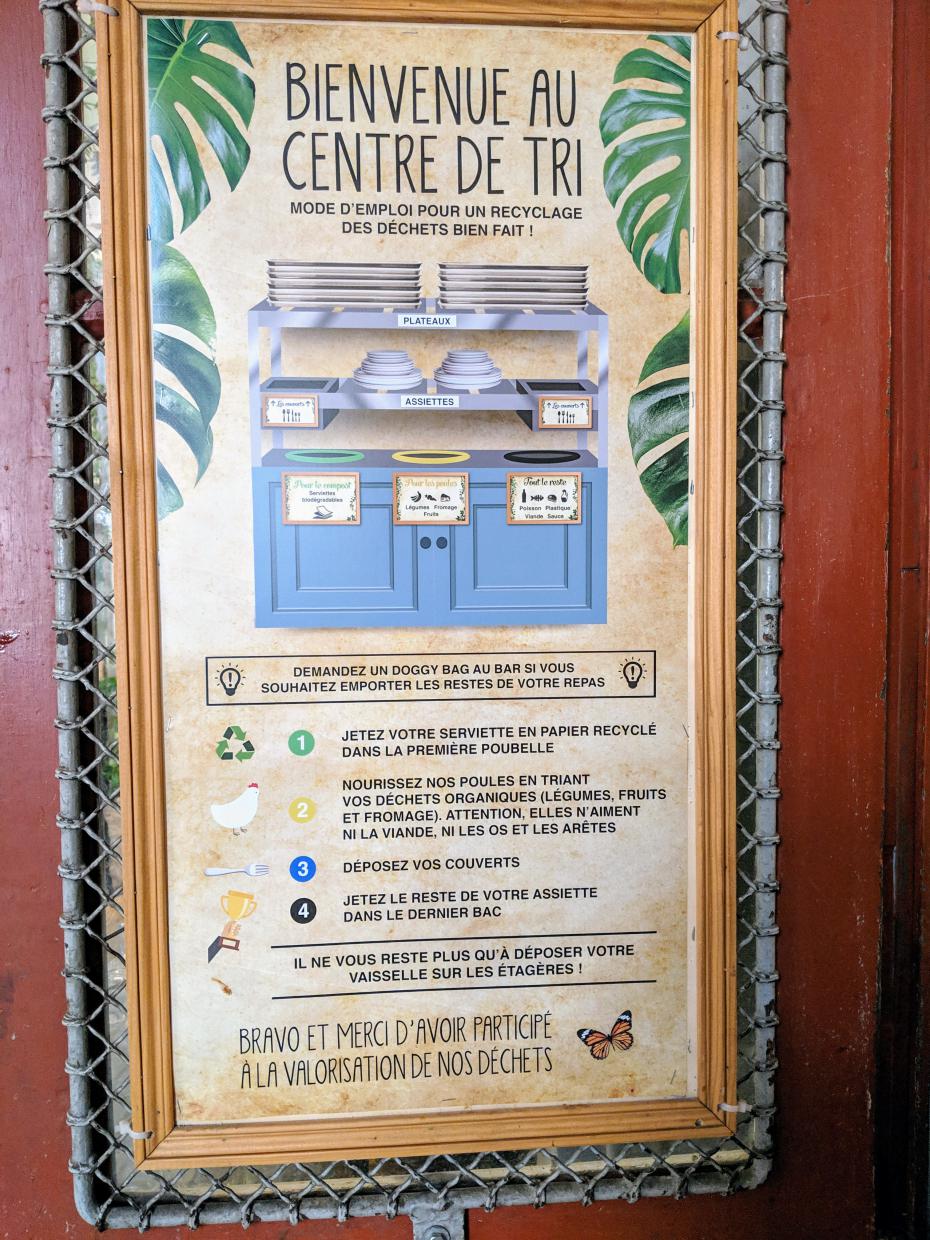 BIENVENUE AU
CENTRE DE TRI
MODE D'EMPLOI POUR UN RECYCLAGE
DES DÉCHETS BIEN FAIT !
PLATEAUX
ASSIETTES
Les couverts
Les couverts
Pour le compost
Serviettes
biodégradables
Pour les poules
Légumes Fromage
Fruits
Tout le reste
Poisson Plastique
Viande Sauce
DEMANDEZ UN DOGGY BAG AU BAR SI VOUS
SOUHAITEZ EMPORTER LES RESTES DE VOTRE REPAS
1 JETEZ VOTRE SERVIETTE EN PAPIER RECYCLÉ
DANS LA PREMIÈRE POUBELLE
2 NOURISSEZ NOS POULES EN TRIANT
VOS DÉCHETS ORGANIQUES (LÉGUMES, FRUITS
ET FROMAGE). ATTENTION, ELLES N'AIMENT
NI LA VIANDE, NI LES OS ET LES ARÊTES
3 DÉPOSEZ VOS COUVERTS
4 JETEZ LE RESTE DE VOTRE ASSIETTE
DANS LE DERNIER BAC
IL NE VOUS RESTE PLUS QU'À DÉPOSER VOTRE
VAISSELLE SUR LES ÉTAGÈRES !
BRAVO ET MERCI D'AVOIR PARTICIPÉ
À LA VALORISATION DE NOS DÉCHETS